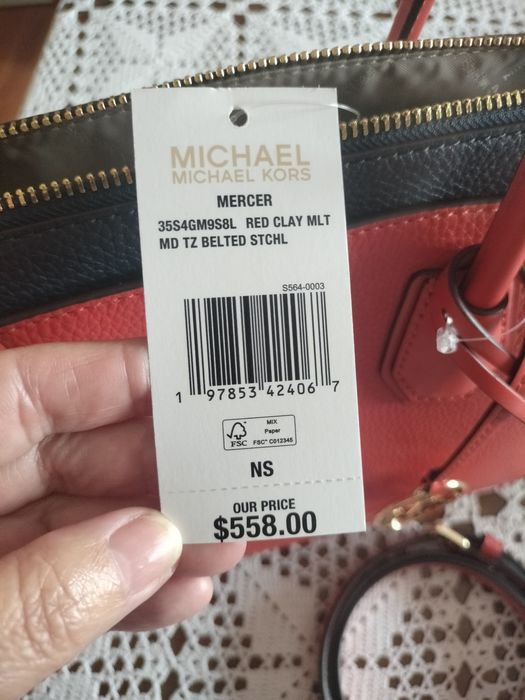 MICHAEL
MICHAEL KORS
MERCER
35S4GM9S8L RED CLAY MLT
MD TZ BELTED STCHL
S564-0003
1 97853 42406 7
MIX
Paper
FSC
FSC™ C012345
NS
OUR PRICE
$558.00